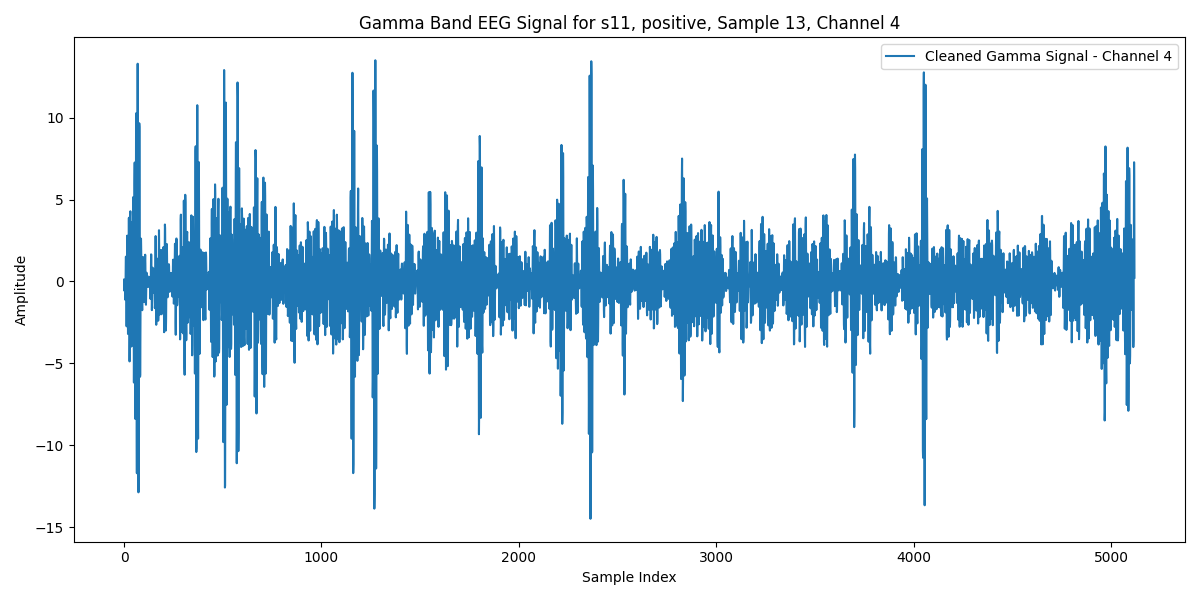 Gamma Band EEG Signal for s11, positive, Sample 13, Channel 4
Cleaned Gamma Signal - Channel 4
Amplitude
10
5
0
−5
−10
−15
0 1000 2000 3000 4000 5000
Sample Index